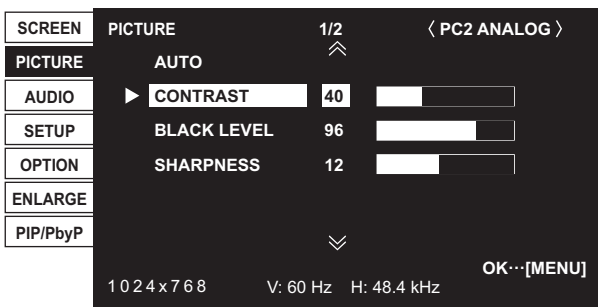 SCREEN
PICTURE
AUDIO
SETUP
OPTION
ENLARGE
PIP/PbyP
PICTURE 1/2 〈 PC2 ANALOG 〉
AUTO
CONTRAST 40
BLACK LEVEL 96
SHARPNESS 12
OK···[MENU]
1024x768 V: 60 Hz H: 48.4 kHz